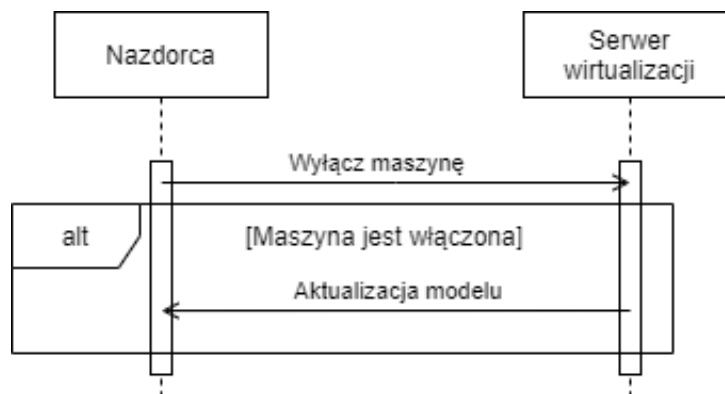 Nazdorca
Serwer
wirtualizacji
Wyłącz maszynę
alt
[Maszyna jest włączona]
Aktualizacja modelu